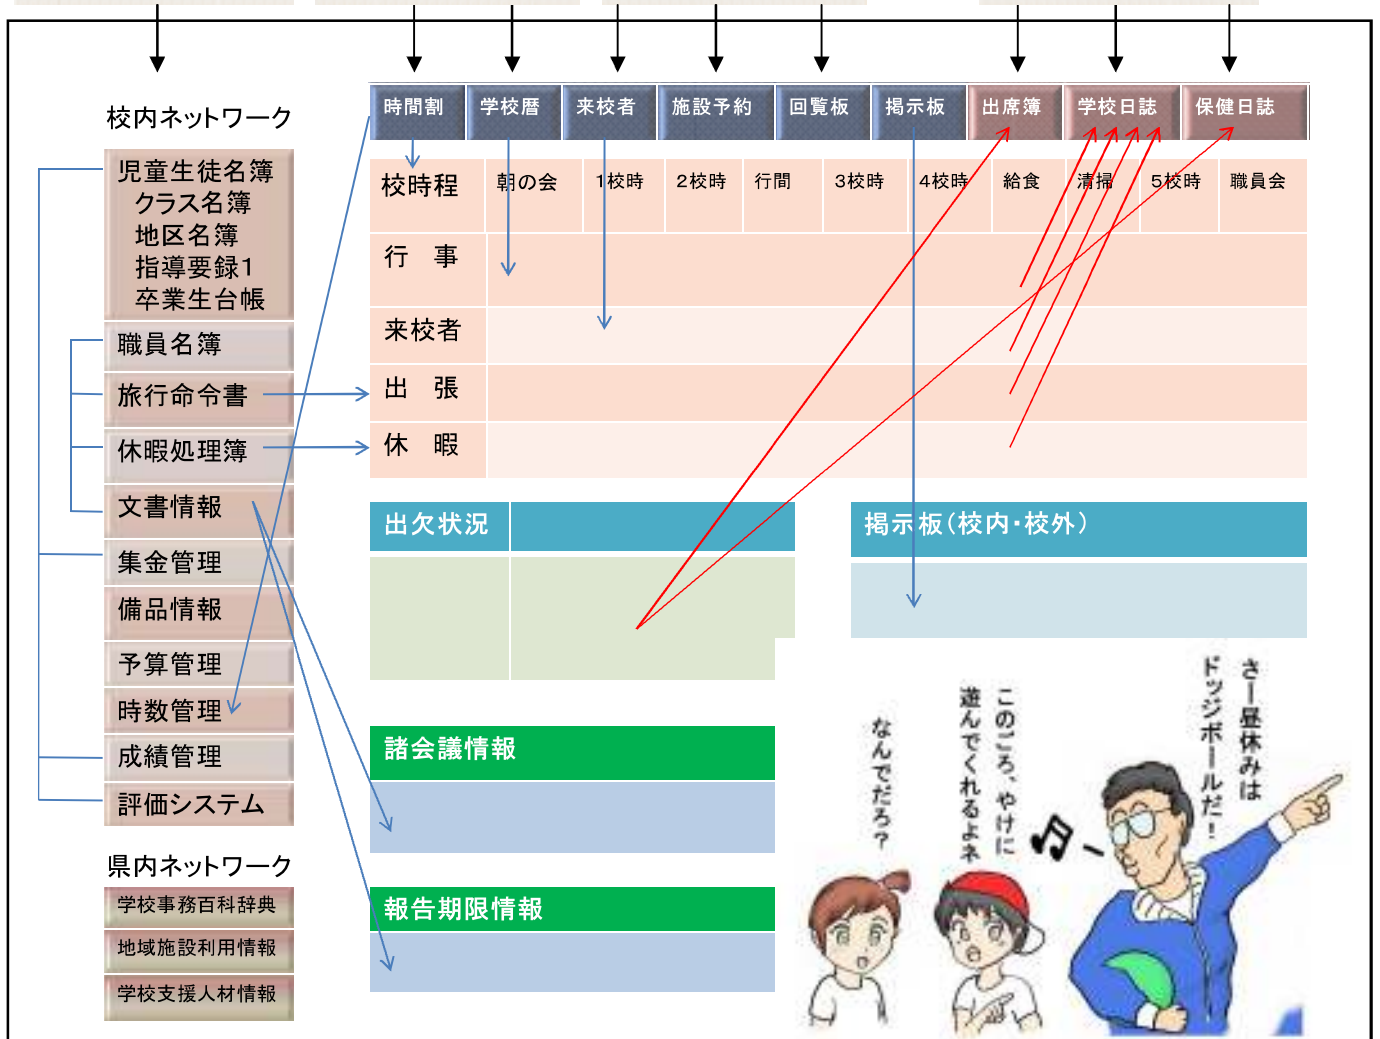 校内ネットワーク
児童生徒名簿
クラス名簿
地区名簿
指導要録1
卒業生台帳
職員名簿
旅行命令書
休暇処理簿
文書情報
集金管理
備品情報
予算管理
時数管理
成績管理
評価システム
県内ネットワーク
学校事務百科辞典
地域施設利用情報
学校支援人材情報
時間割 学校暦 来校者 施設予約 回覧板 掲示板 出席簿 学校日誌 保健日誌
校時程 朝の会 1校時 2校時 行間 3校時 4校時 給食 清掃 5校時 職員会
行　事
来校者
出　張
休　暇
出欠状況
掲示板(校内・校外)
諸会議情報
報告期限情報
さー昼休みは
ドッジボールだ!
このごろ、やけに
遊んでくれるよネ
なんでだろ?